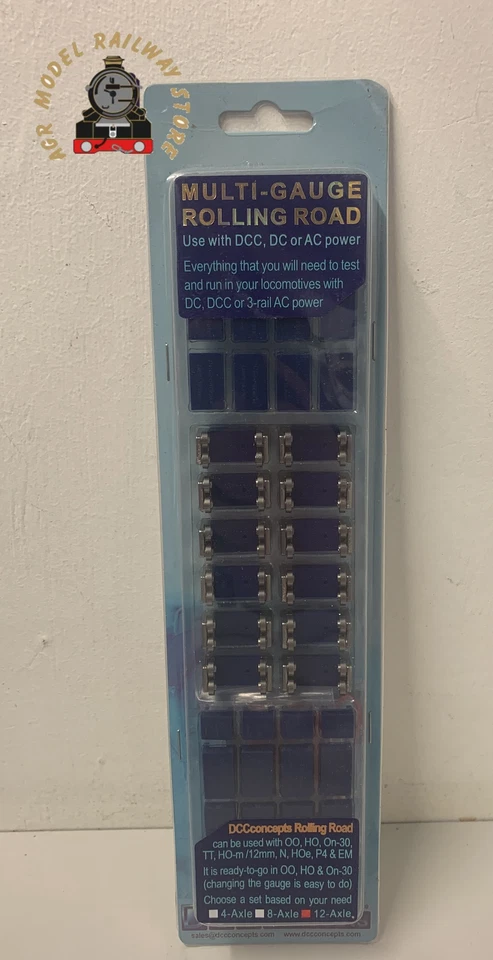 AGR MODEL RAILWAY STORE
MULTI-GAUGE
ROLLING ROAD
Use with DCC, DC or AC power
Everything that you will need to test
and run in your locomotives with
DC, DCC or 3-rail AC power
DCCconcepts Rolling Road
can be used with OO, HO, On-30,
TT, HO-m /12mm, N, HOe, P4 & EM
It is ready-to-go in OO, HO & On-30
(changing the gauge is easy to do)
Choose a set based on your need
4-Axle 8-Axle 12-Axle.
sales@dccconcepts.com www.dccconcepts.com